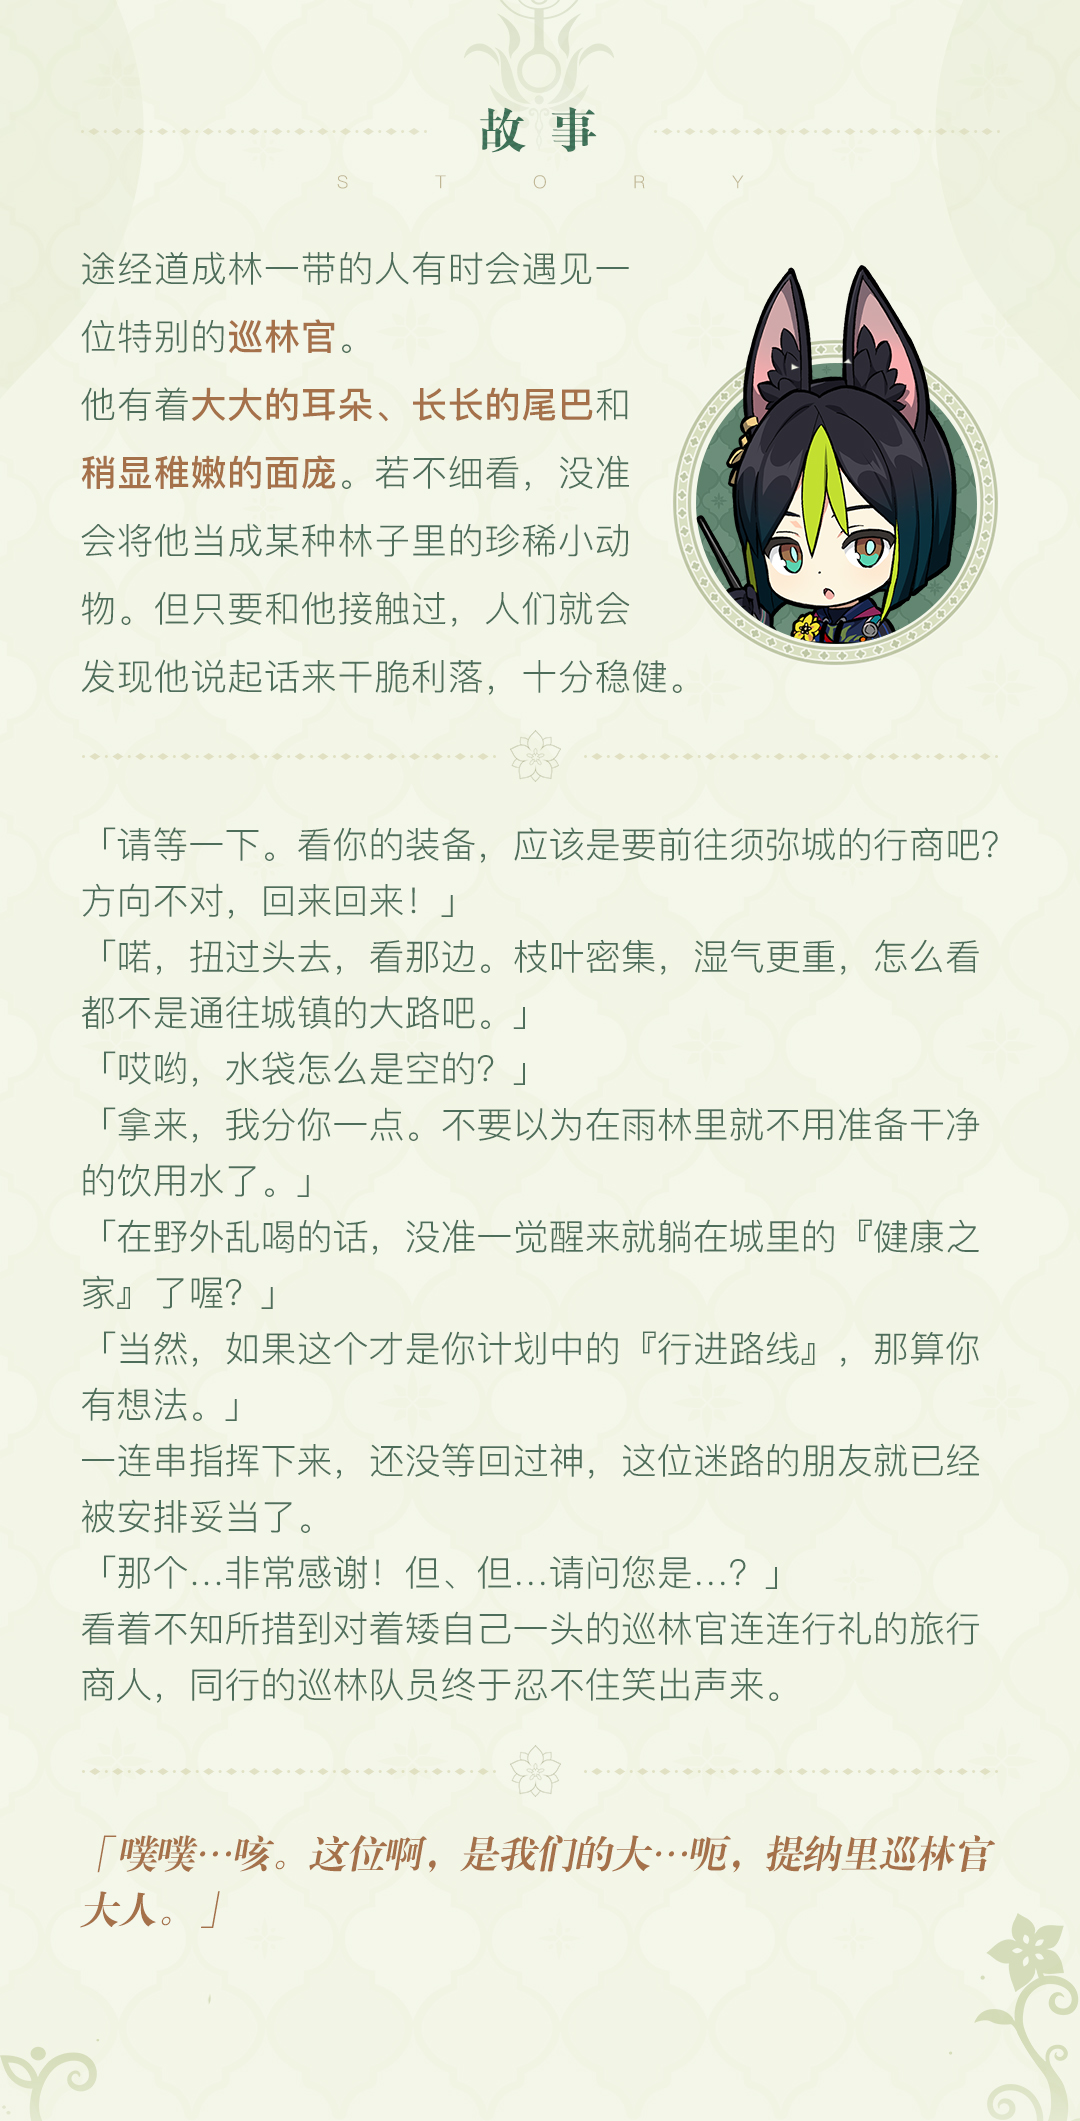 故事
STORY
途经道成林一带的人有时会遇见一
位特别的巡林官。
他有着大大的耳朵、长长的尾巴和
稍显稚嫩的面庞。若不细看，没准
会将他当成某种林子里的珍稀小动
物。但只要和他接触过，人们就会
发现他说起话来干脆利落，十分稳健。
「请等一下。看你的装备，应该是要前往须弥城的行商吧？
方向不对，回来回来！」
「喏，扭过头去，看那边。枝叶密集，湿气更重，怎么看
都不是通往城镇的大路吧。」
「哎哟，水袋怎么是空的？」
「拿来，我分你一点。不要以为在雨林里就不用准备干净
的饮用水了。」
「在野外乱喝的话，没准一觉醒来就躺在城里的『健康之
家』了喔？」
「当然，如果这个才是你计划中的『行进路线』，那算你
有想法。」
一连串指挥下来，还没等回过神，这位迷路的朋友就已经
被安排妥当了。
「那个…非常感谢！但、但…请问您是…？」
看着不知所措到对着矮自己一头的巡林官连连行礼的旅行
商人，同行的巡林队员终于忍不住笑出声来。
「噗噗…咳。这位啊，是我们的大…呃，提纳里巡林官
大人。」